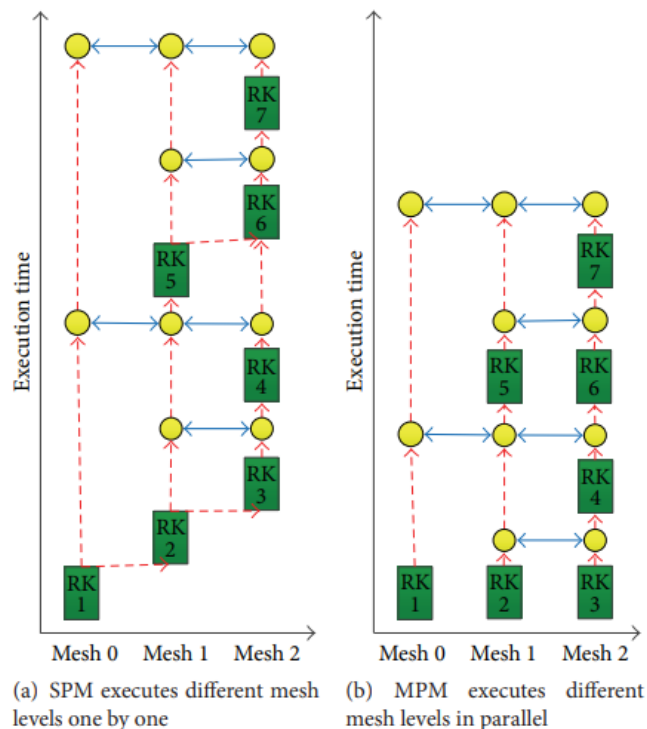 Execution time
RK
7
RK
6
RK
5
RK
4
RK
3
RK
2
RK
1
Mesh 0
Mesh 1
Mesh 2
(a) SPM executes different mesh
levels one by one
Execution time
RK
7
RK
5
RK
6
RK
4
RK
1
RK
2
RK
3
Mesh 0
Mesh 1
Mesh 2
(b) MPM executes different
mesh levels in parallel